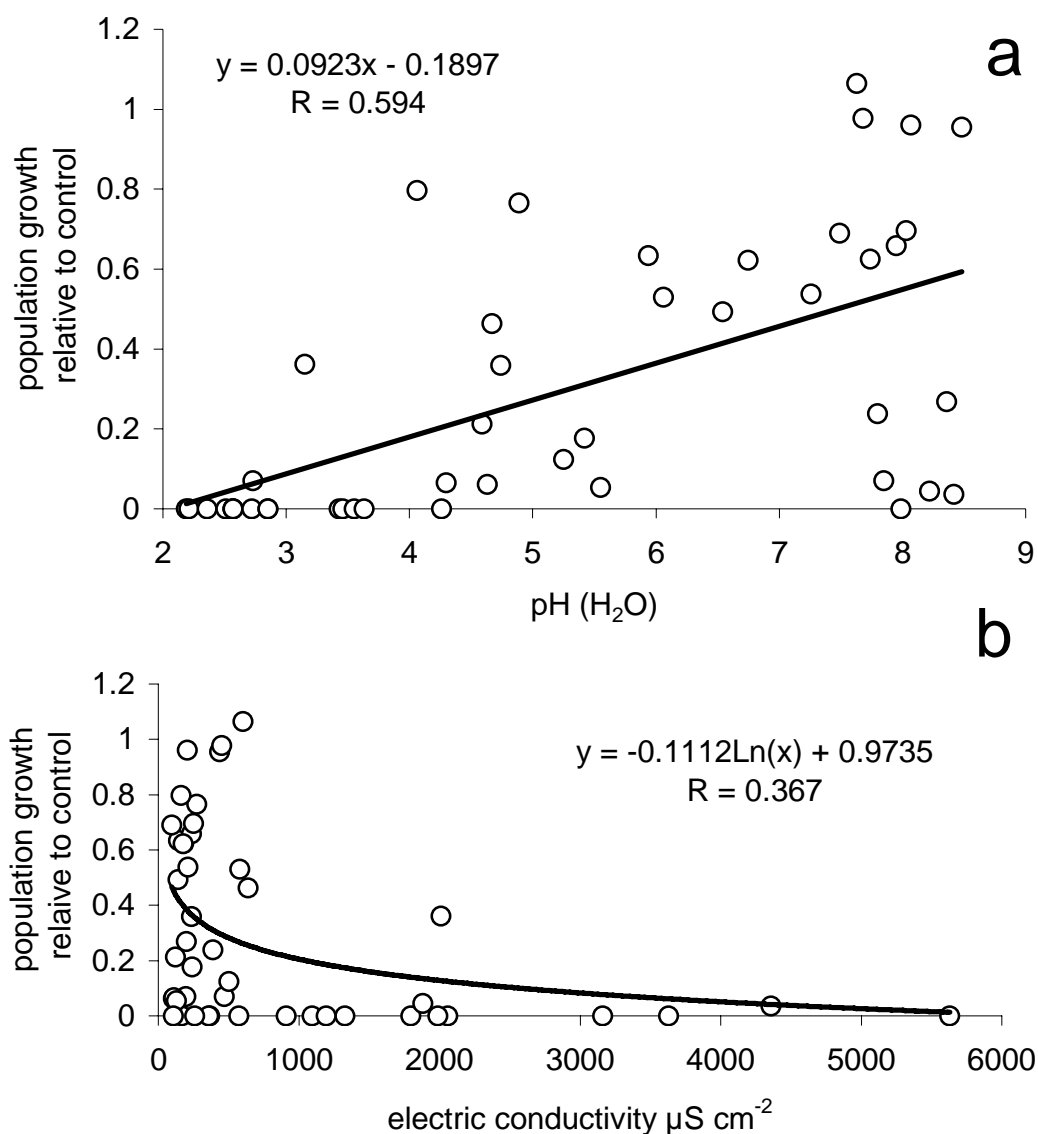 a
y = 0.0923x - 0.1897
R = 0.594
population growth
relative to control
1.2
1
0.8
0.6
0.4
0.2
0
2 3 4 5 6 7 8 9
pH (H₂O)
b
y = -0.1112Ln(x) + 0.9735
R = 0.367
population growth
relaive to control
1.2
1
0.8
0.6
0.4
0.2
0
0 1000 2000 3000 4000 5000 6000
electric conductivity µS cm⁻²